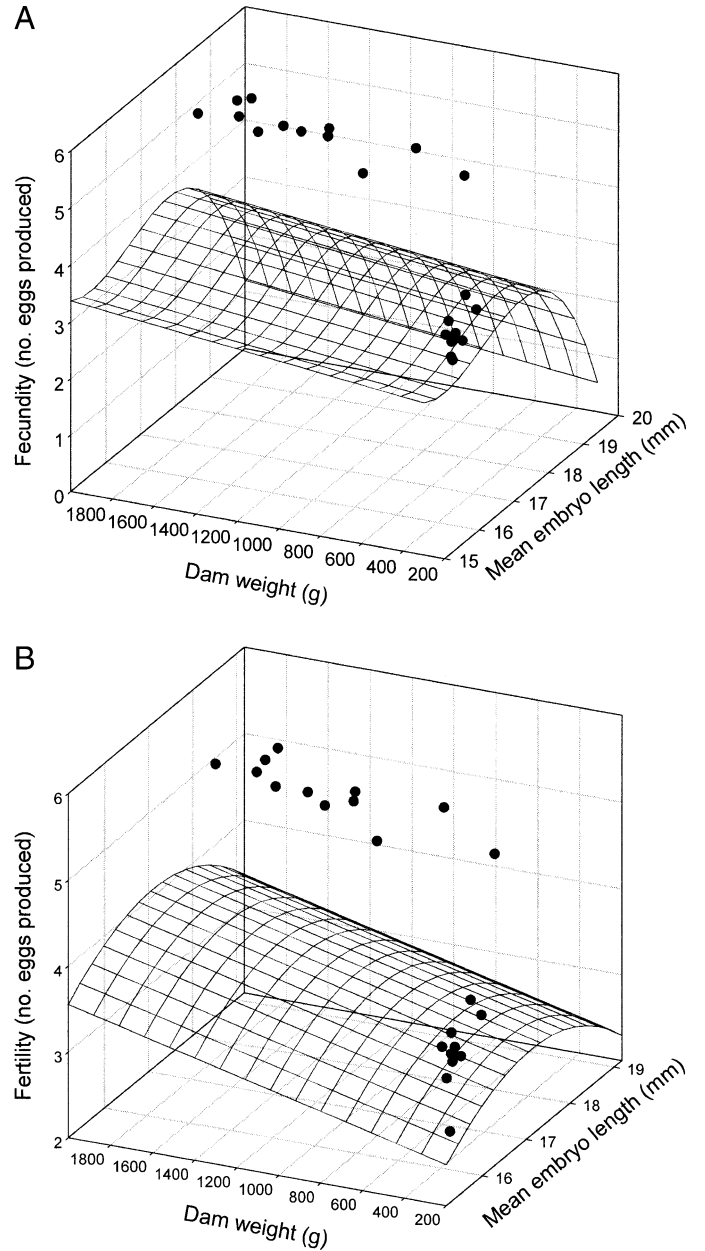 A
6
5
4
3
2
1
0
Fecundity (no. eggs produced)
1800 1600 1400 1200 1000 800 600 400 200
Dam weight (g)
15 16 17 18 19 20
Mean embryo length (mm)
B
6
5
4
3
2
Fertility (no. eggs produced)
1800 1600 1400 1200 1000 800 600 400 200
Dam weight (g)
16 17 18 19
Mean embryo length (mm)